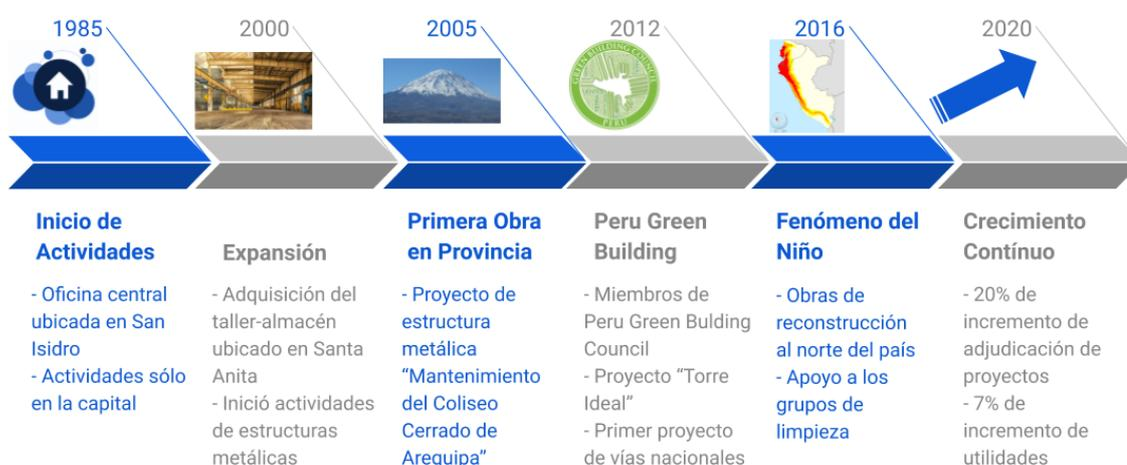 1985
2000
2005
2012
2016
2020
GREEN BUILDING COUNCIL
PERU
Inicio de
Actividades
- Oficina central
ubicada en San
Isidro
- Actividades sólo
en la capital
Expansión
- Adquisición del
taller-almacén
ubicado en Santa
Anita
- Inició actividades
de estructuras
metálicas
Primera Obra
en Provincia
- Proyecto de
estructura
metálica
“Mantenimiento
del Coliseo
Cerrado de
Arequipa”
Peru Green
Building
- Miembros de
Peru Green Bulding
Council
- Proyecto “Torre
Ideal”
- Primer proyecto
de vías nacionales
Fenómeno del
Niño
- Obras de
reconstrucción
al norte del país
- Apoyo a los
grupos de
limpieza
Crecimiento
Contínuo
- 20% de
incremento de
adjudicación de
proyectos
- 7% de
incremento de
utilidades